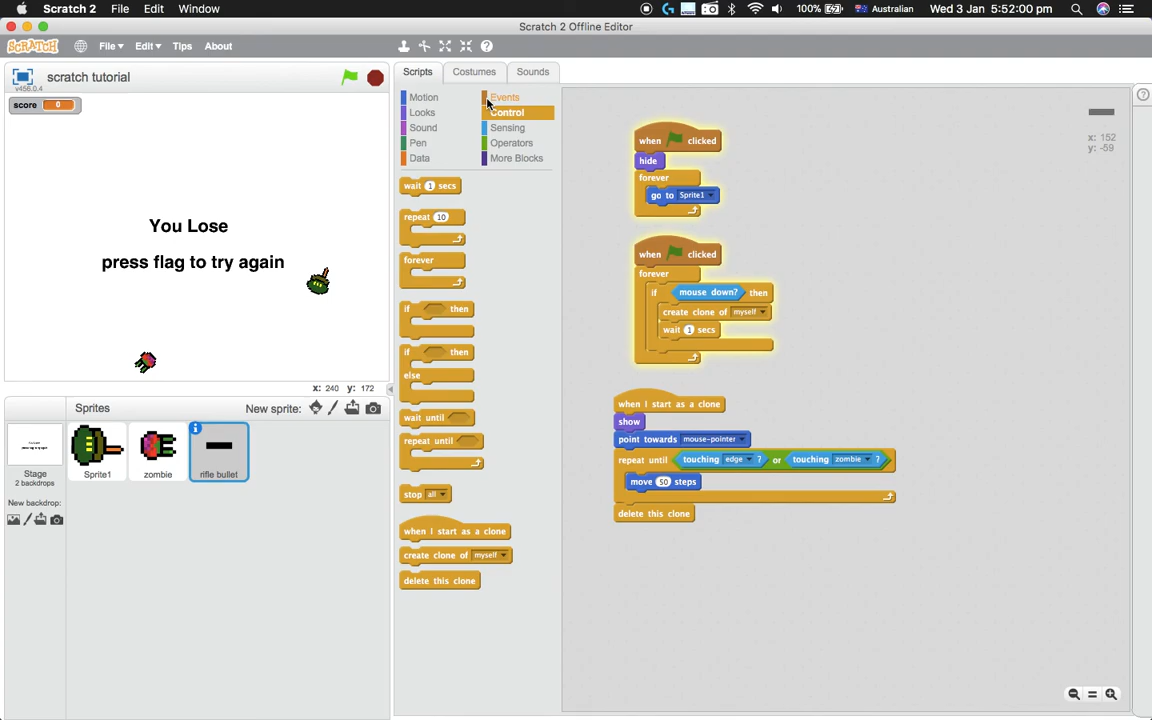 Scratch 2 File Edit Window 100% Australian Wed 3 Jan 5:52:00 pm
Scratch 2 Offline Editor
SCRATCH File Edit Tips About
scratch tutorial
v456.0.4
score 0
You Lose
press flag to try again
x: 240 y: 172
Sprites New sprite:
Stage
2 backdrops
New backdrop:
Sprite1
zombie
rifle bullet
Scripts Costumes Sounds
Motion Events
Looks Control
Sound Sensing
Pen Operators
Data More Blocks
wait 1 secs
repeat 10
forever
if then
if then
else
wait until
repeat until
stop all
when I start as a clone
create clone of myself
delete this clone
when clicked
hide
forever
go to Sprite1
when clicked
forever
if mouse down? then
create clone of myself
wait 1 secs
when I start as a clone
show
point towards mouse-pointer
repeat until touching edge ? or touching zombie ?
move 50 steps
delete this clone
x: 152
y: -59